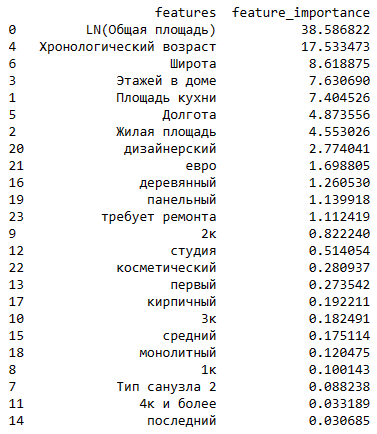 features feature_importance
0 LN(Общая площадь) 38.586822
4 Хронологический возраст 17.533473
6 Широта 8.618875
3 Этажей в доме 7.630690
1 Площадь кухни 7.404526
5 Долгота 4.873556
2 Жилая площадь 4.553026
20 дизайнерский 2.774041
21 евро 1.698805
16 деревянный 1.260530
19 панельный 1.139918
23 требует ремонта 1.112419
9 2к 0.822240
12 студия 0.514054
22 косметический 0.280937
13 первый 0.273542
17 кирпичный 0.192211
10 3к 0.182491
15 средний 0.175114
18 монолитный 0.120475
8 1к 0.100143
7 Тип санузла 2 0.088238
11 4к и более 0.033189
14 последний 0.030685